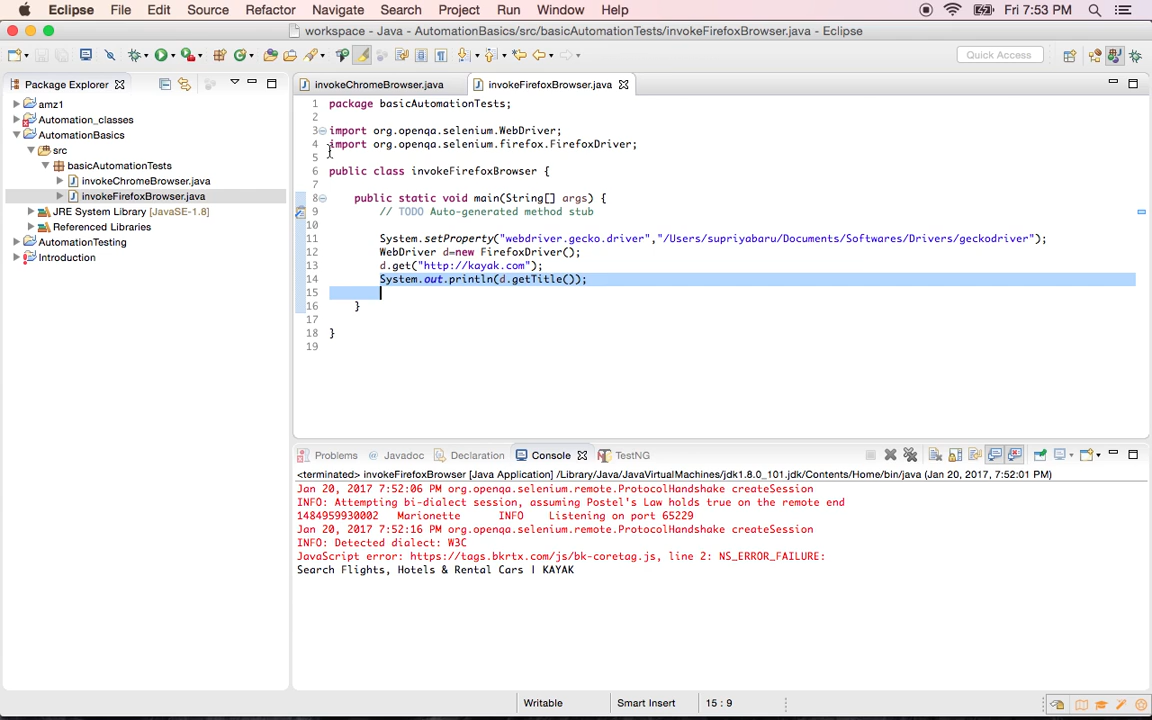 Eclipse File Edit Source Refactor Navigate Search Project Run Window Help Fri 7:53 PM
workspace - Java - AutomationBasics/src/basicAutomationTests/invokeFirefoxBrowser.java - Eclipse
Quick Access
Package Explorer
amz1
Automation_classes
AutomationBasics
src
basicAutomationTests
invokeChromeBrowser.java
invokeFirefoxBrowser.java
JRE System Library [JavaSE-1.8]
Referenced Libraries
AutomationTesting
Introduction
invokeChromeBrowser.java invokeFirefoxBrowser.java
1 package basicAutomationTests;
2
3 import org.openqa.selenium.WebDriver;
4 import org.openqa.selenium.firefox.FirefoxDriver;
5
6 public class invokeFirefoxBrowser {
7
8 public static void main(String[] args) {
9 // TODO Auto-generated method stub
10
11 System.setProperty("webdriver.gecko.driver","/Users/supriyabaru/Documents/Softwares/Drivers/geckodriver");
12 WebDriver d=new FirefoxDriver();
13 d.get("http://kayak.com");
14 System.out.println(d.getTitle());
15
16 }
17
18 }
19
Problems @ Javadoc Declaration Console TestNG
<terminated> invokeFirefoxBrowser [Java Application] /Library/Java/JavaVirtualMachines/jdk1.8.0_101.jdk/Contents/Home/bin/java (Jan 20, 2017, 7:52:01 PM)
Jan 20, 2017 7:52:06 PM org.openqa.selenium.remote.ProtocolHandshake createSession
INFO: Attempting bi-dialect session, assuming Postel's Law holds true on the remote end
1484959930002 Marionette INFO Listening on port 65229
Jan 20, 2017 7:52:16 PM org.openqa.selenium.remote.ProtocolHandshake createSession
INFO: Detected dialect: W3C
JavaScript error: https://tags.bkrtx.com/js/bk-coretag.js, line 2: NS_ERROR_FAILURE:
Search Flights, Hotels & Rental Cars | KAYAK
Writable Smart Insert 15 : 9